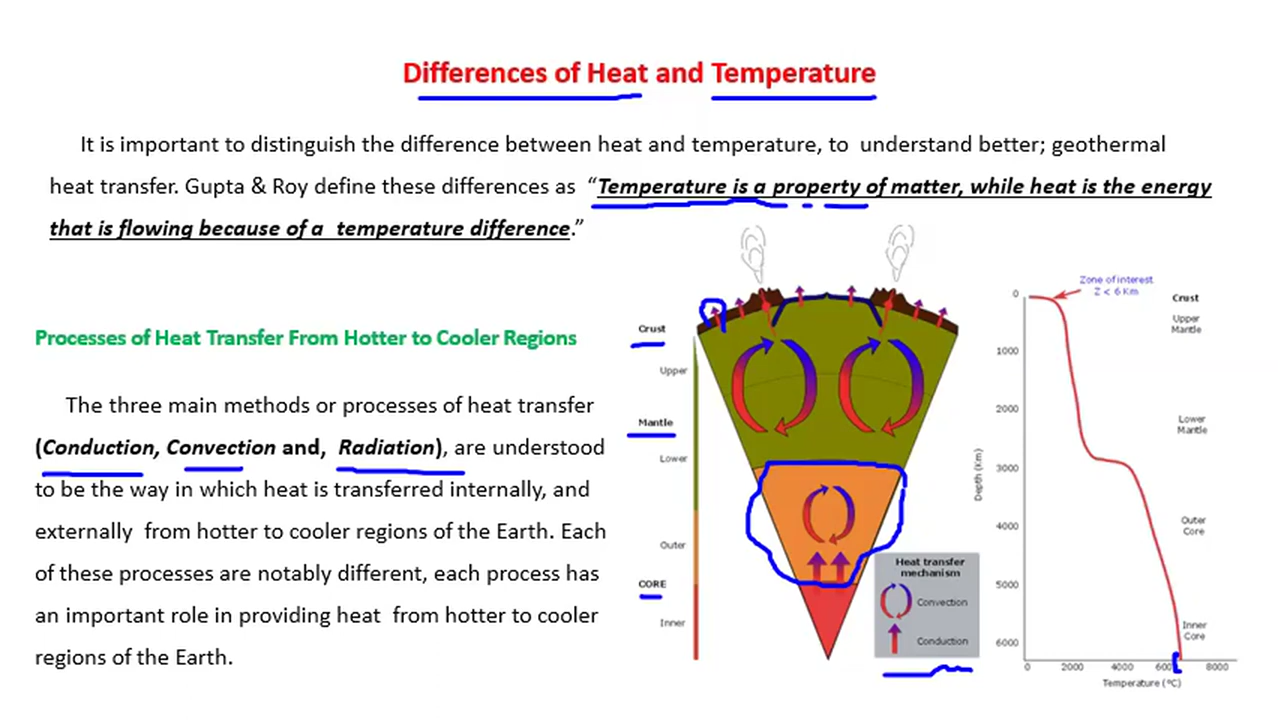 Differences of Heat and Temperature
It is important to distinguish the difference between heat and temperature, to understand better; geothermal
heat transfer. Gupta & Roy define these differences as “Temperature is a property of matter, while heat is the energy
that is flowing because of a temperature difference.”
Processes of Heat Transfer From Hotter to Cooler Regions
The three main methods or processes of heat transfer
(Conduction, Convection and, Radiation), are understood
to be the way in which heat is transferred internally, and
externally from hotter to cooler regions of the Earth. Each
of these processes are notably different, each process has
an important role in providing heat from hotter to cooler
regions of the Earth.
Crust
Upper
Mantle
Lower
Outer
CORE
Inner
Heat transfer
mechanism
Convection
Conduction
Zone of interest
Z < 6 Km
0
1000
2000
3000
4000
5000
6000
Depth (Km)
Crust
Upper
Mantle
Lower
Mantle
Outer
Core
Inner
Core
0
2000
4000
8000
Temperature (°C)